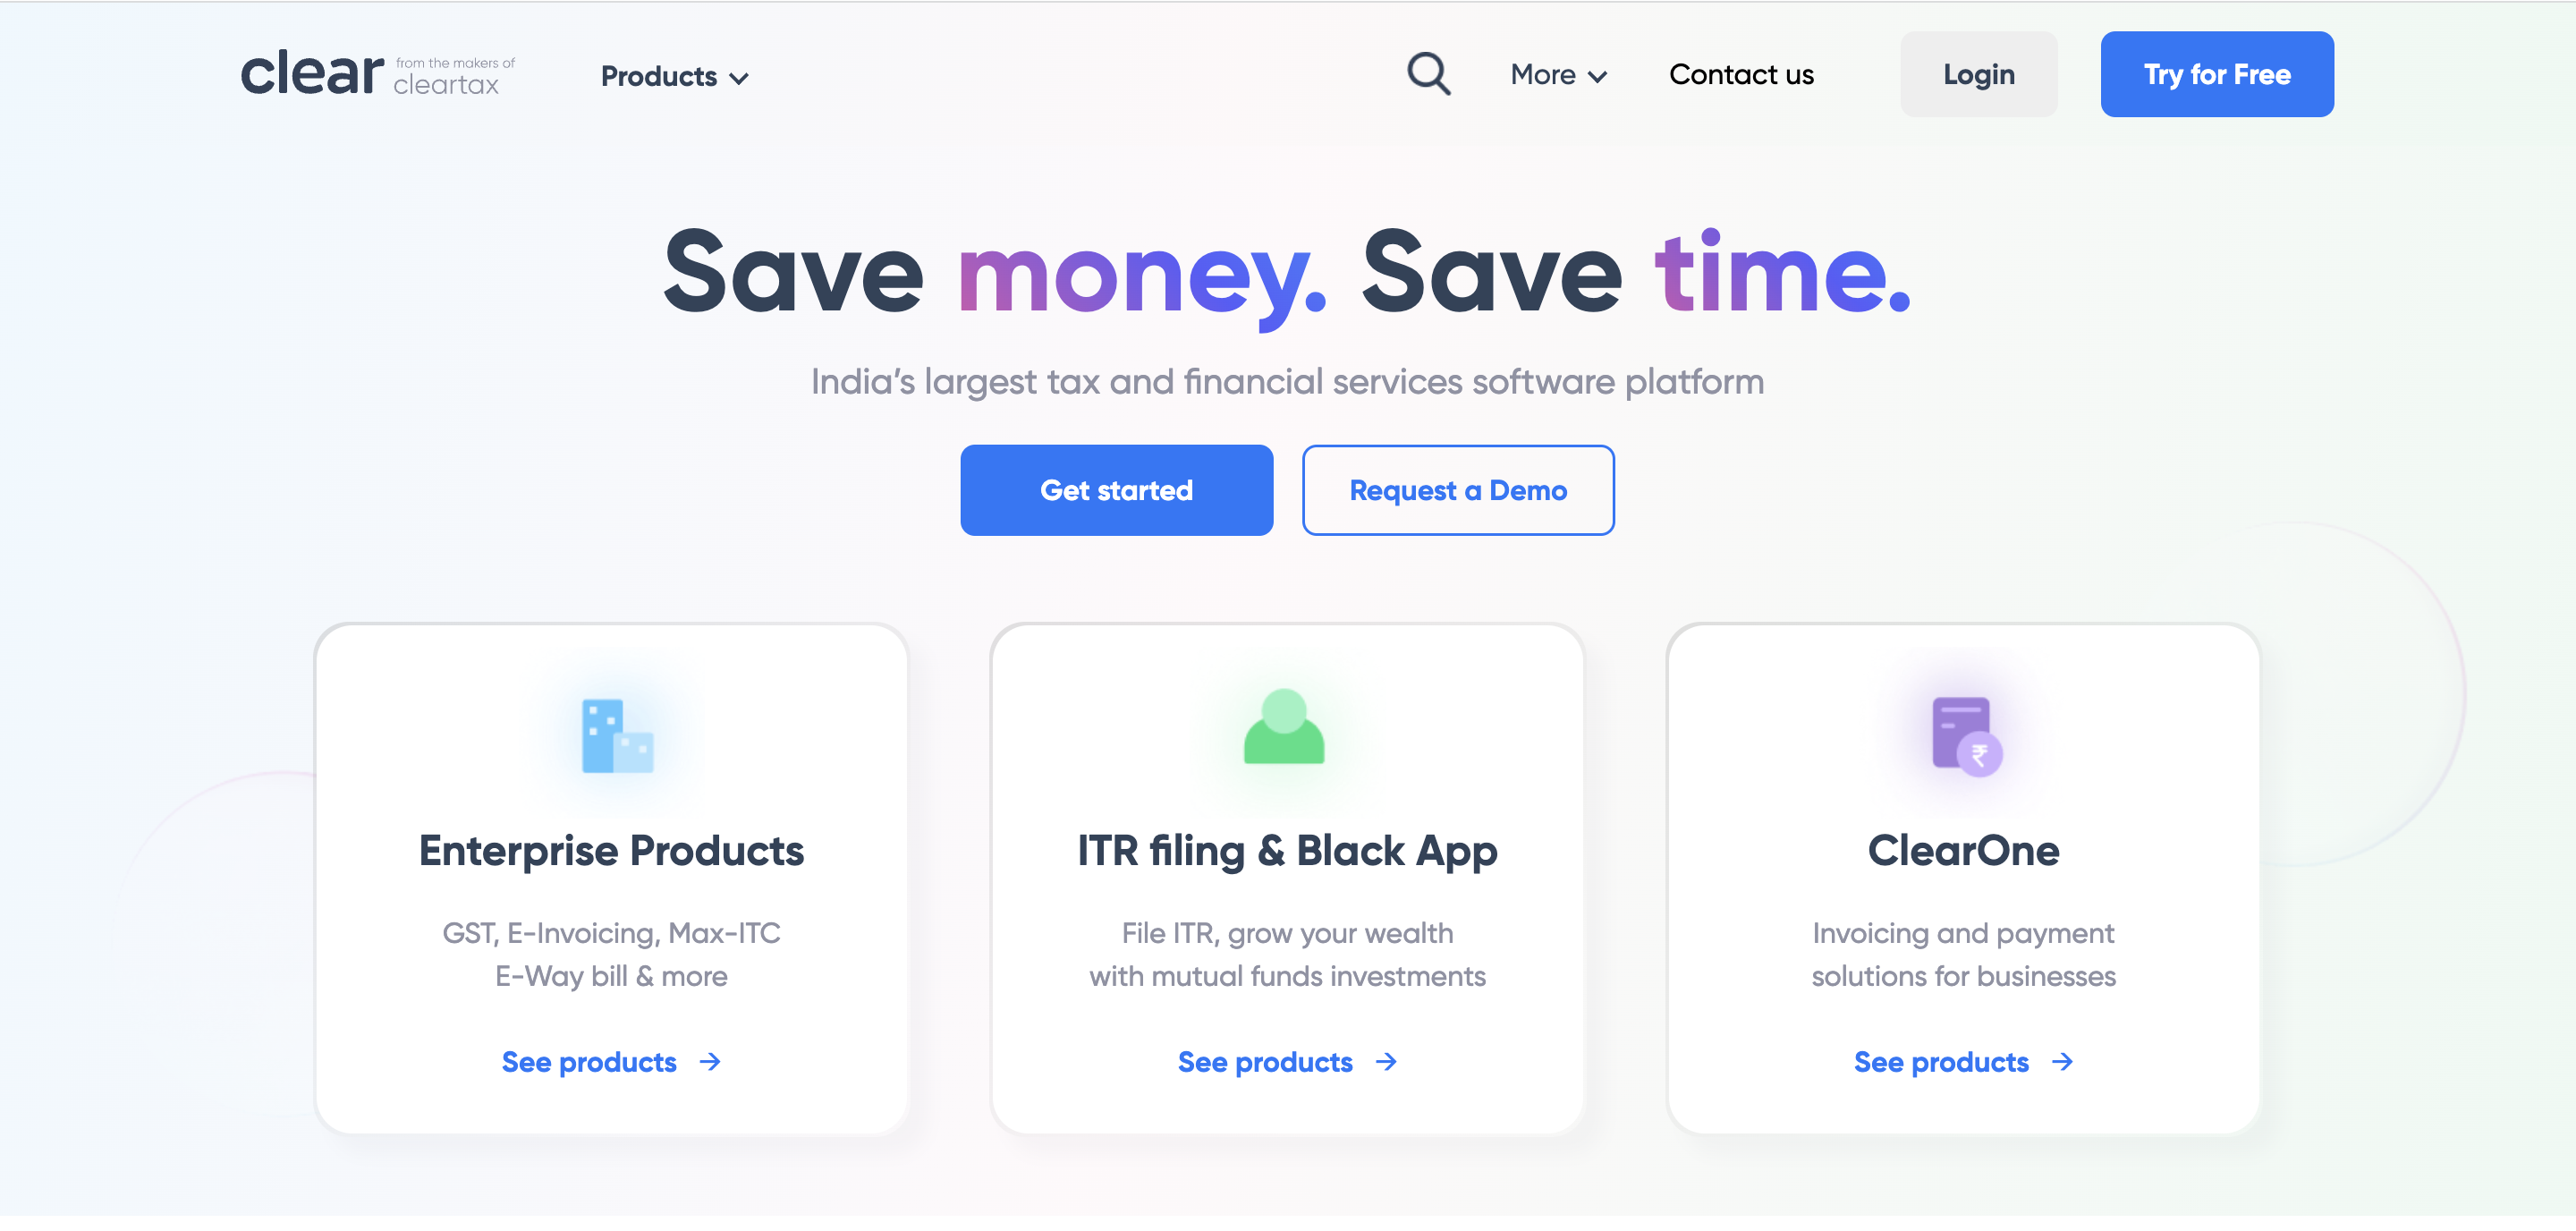 clear from the makers of cleartax
Products
More
Contact us
Login
Try for Free
Save money. Save time.
India’s largest tax and financial services software platform
Get started
Request a Demo
Enterprise Products
GST, E-Invoicing, Max-ITC
E-Way bill & more
See products →
ITR filing & Black App
File ITR, grow your wealth
with mutual funds investments
See products →
₹
ClearOne
Invoicing and payment
solutions for businesses
See products →